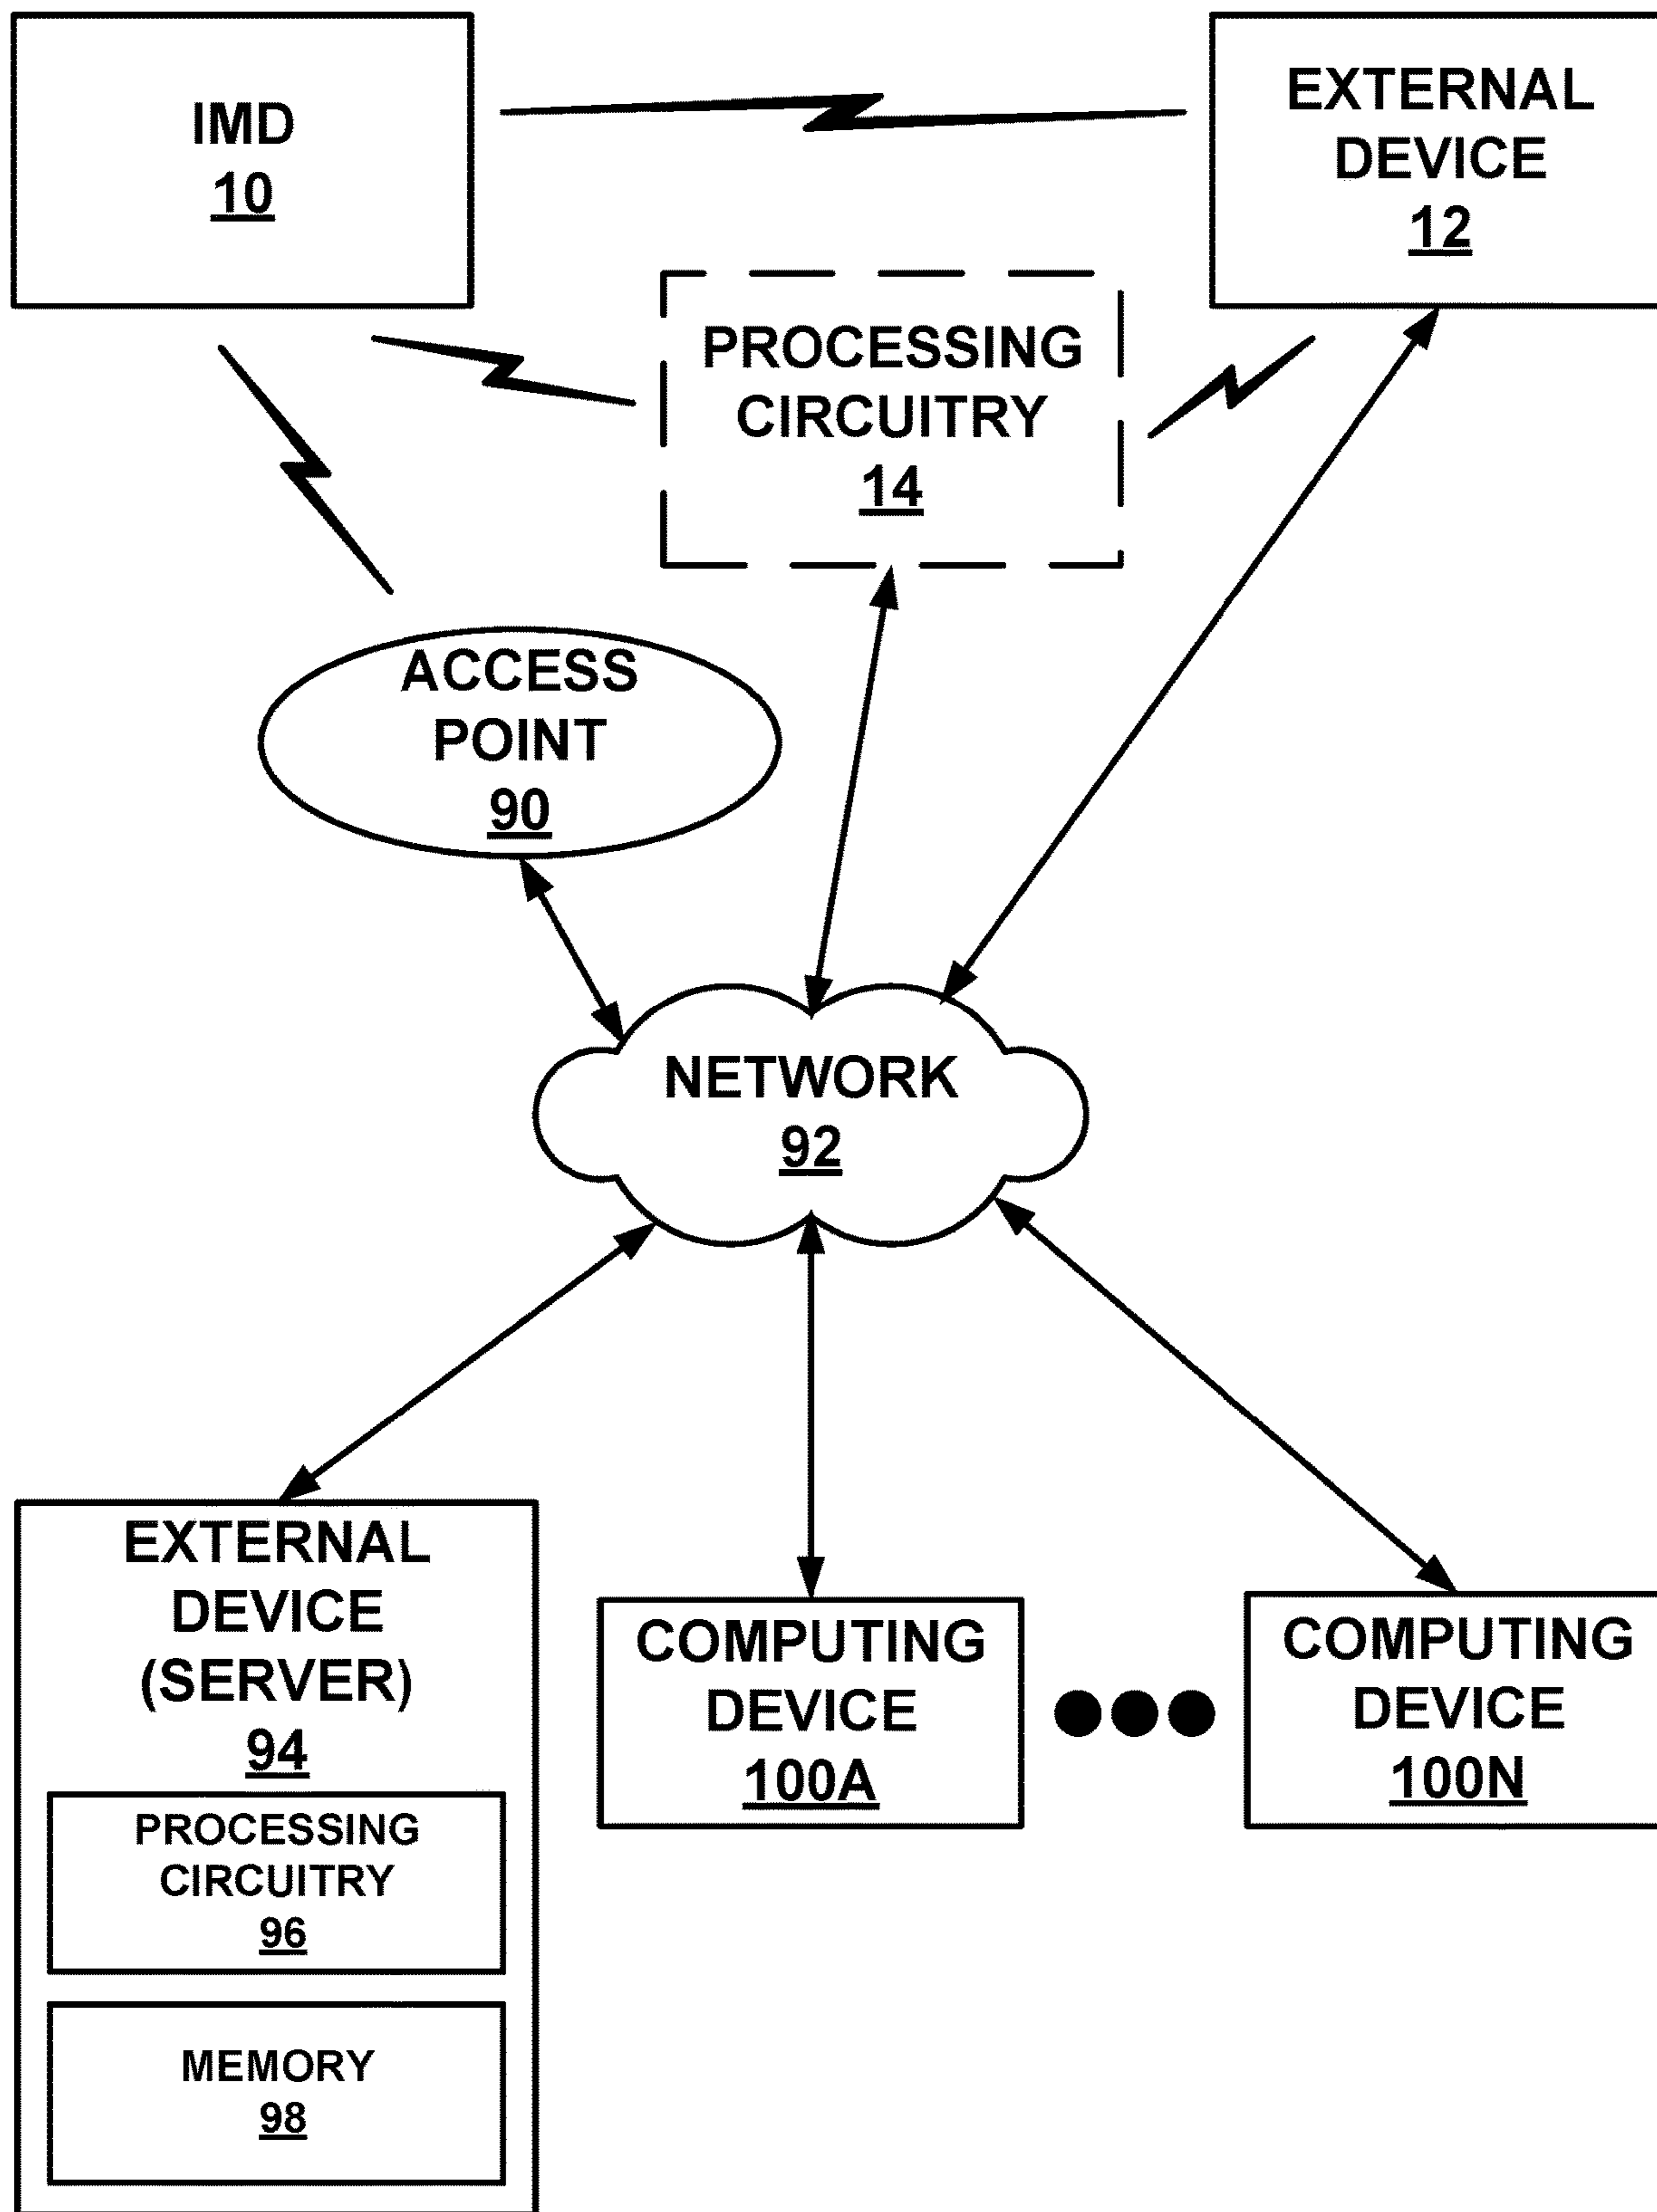 IMD
10
EXTERNAL
DEVICE
12
PROCESSING
CIRCUITRY
14
ACCESS
POINT
90
NETWORK
92
EXTERNAL
DEVICE
(SERVER)
94
PROCESSING
CIRCUITRY
96
MEMORY
98
COMPUTING
DEVICE
100A
COMPUTING
DEVICE
100N